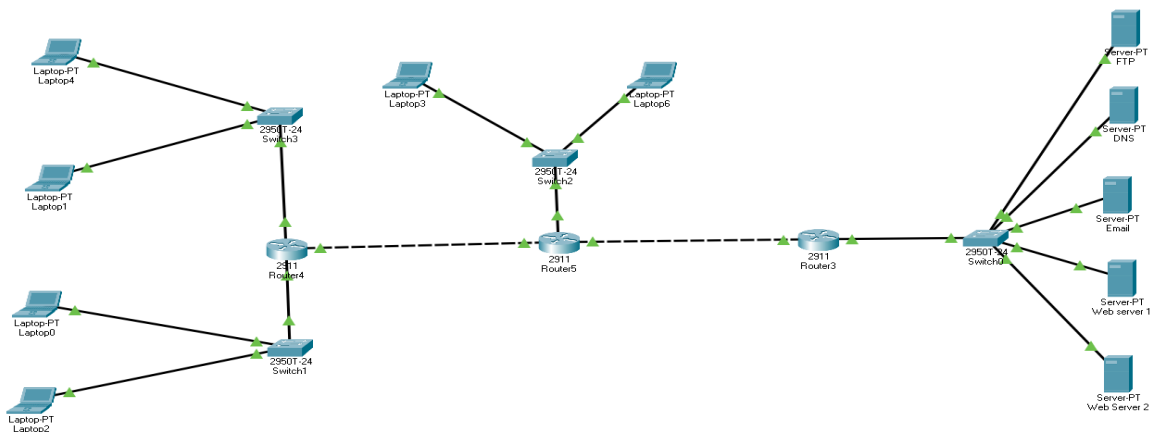 Laptop-PT
Laptop4
Laptop-PT
Laptop1
2950T-24
Switch3
Laptop-PT
Laptop3
Laptop-PT
Laptop6
2950T-24
Switch2
2911
Router4
2911
Router5
2911
Router3
2950T-24
Switch0
Server-PT
FTP
Server-PT
DNS
Server-PT
Email
Server-PT
Web server 1
Server-PT
Web Server 2
Laptop-PT
Laptop0
2950T-24
Switch1
Laptop-PT
Laptop2